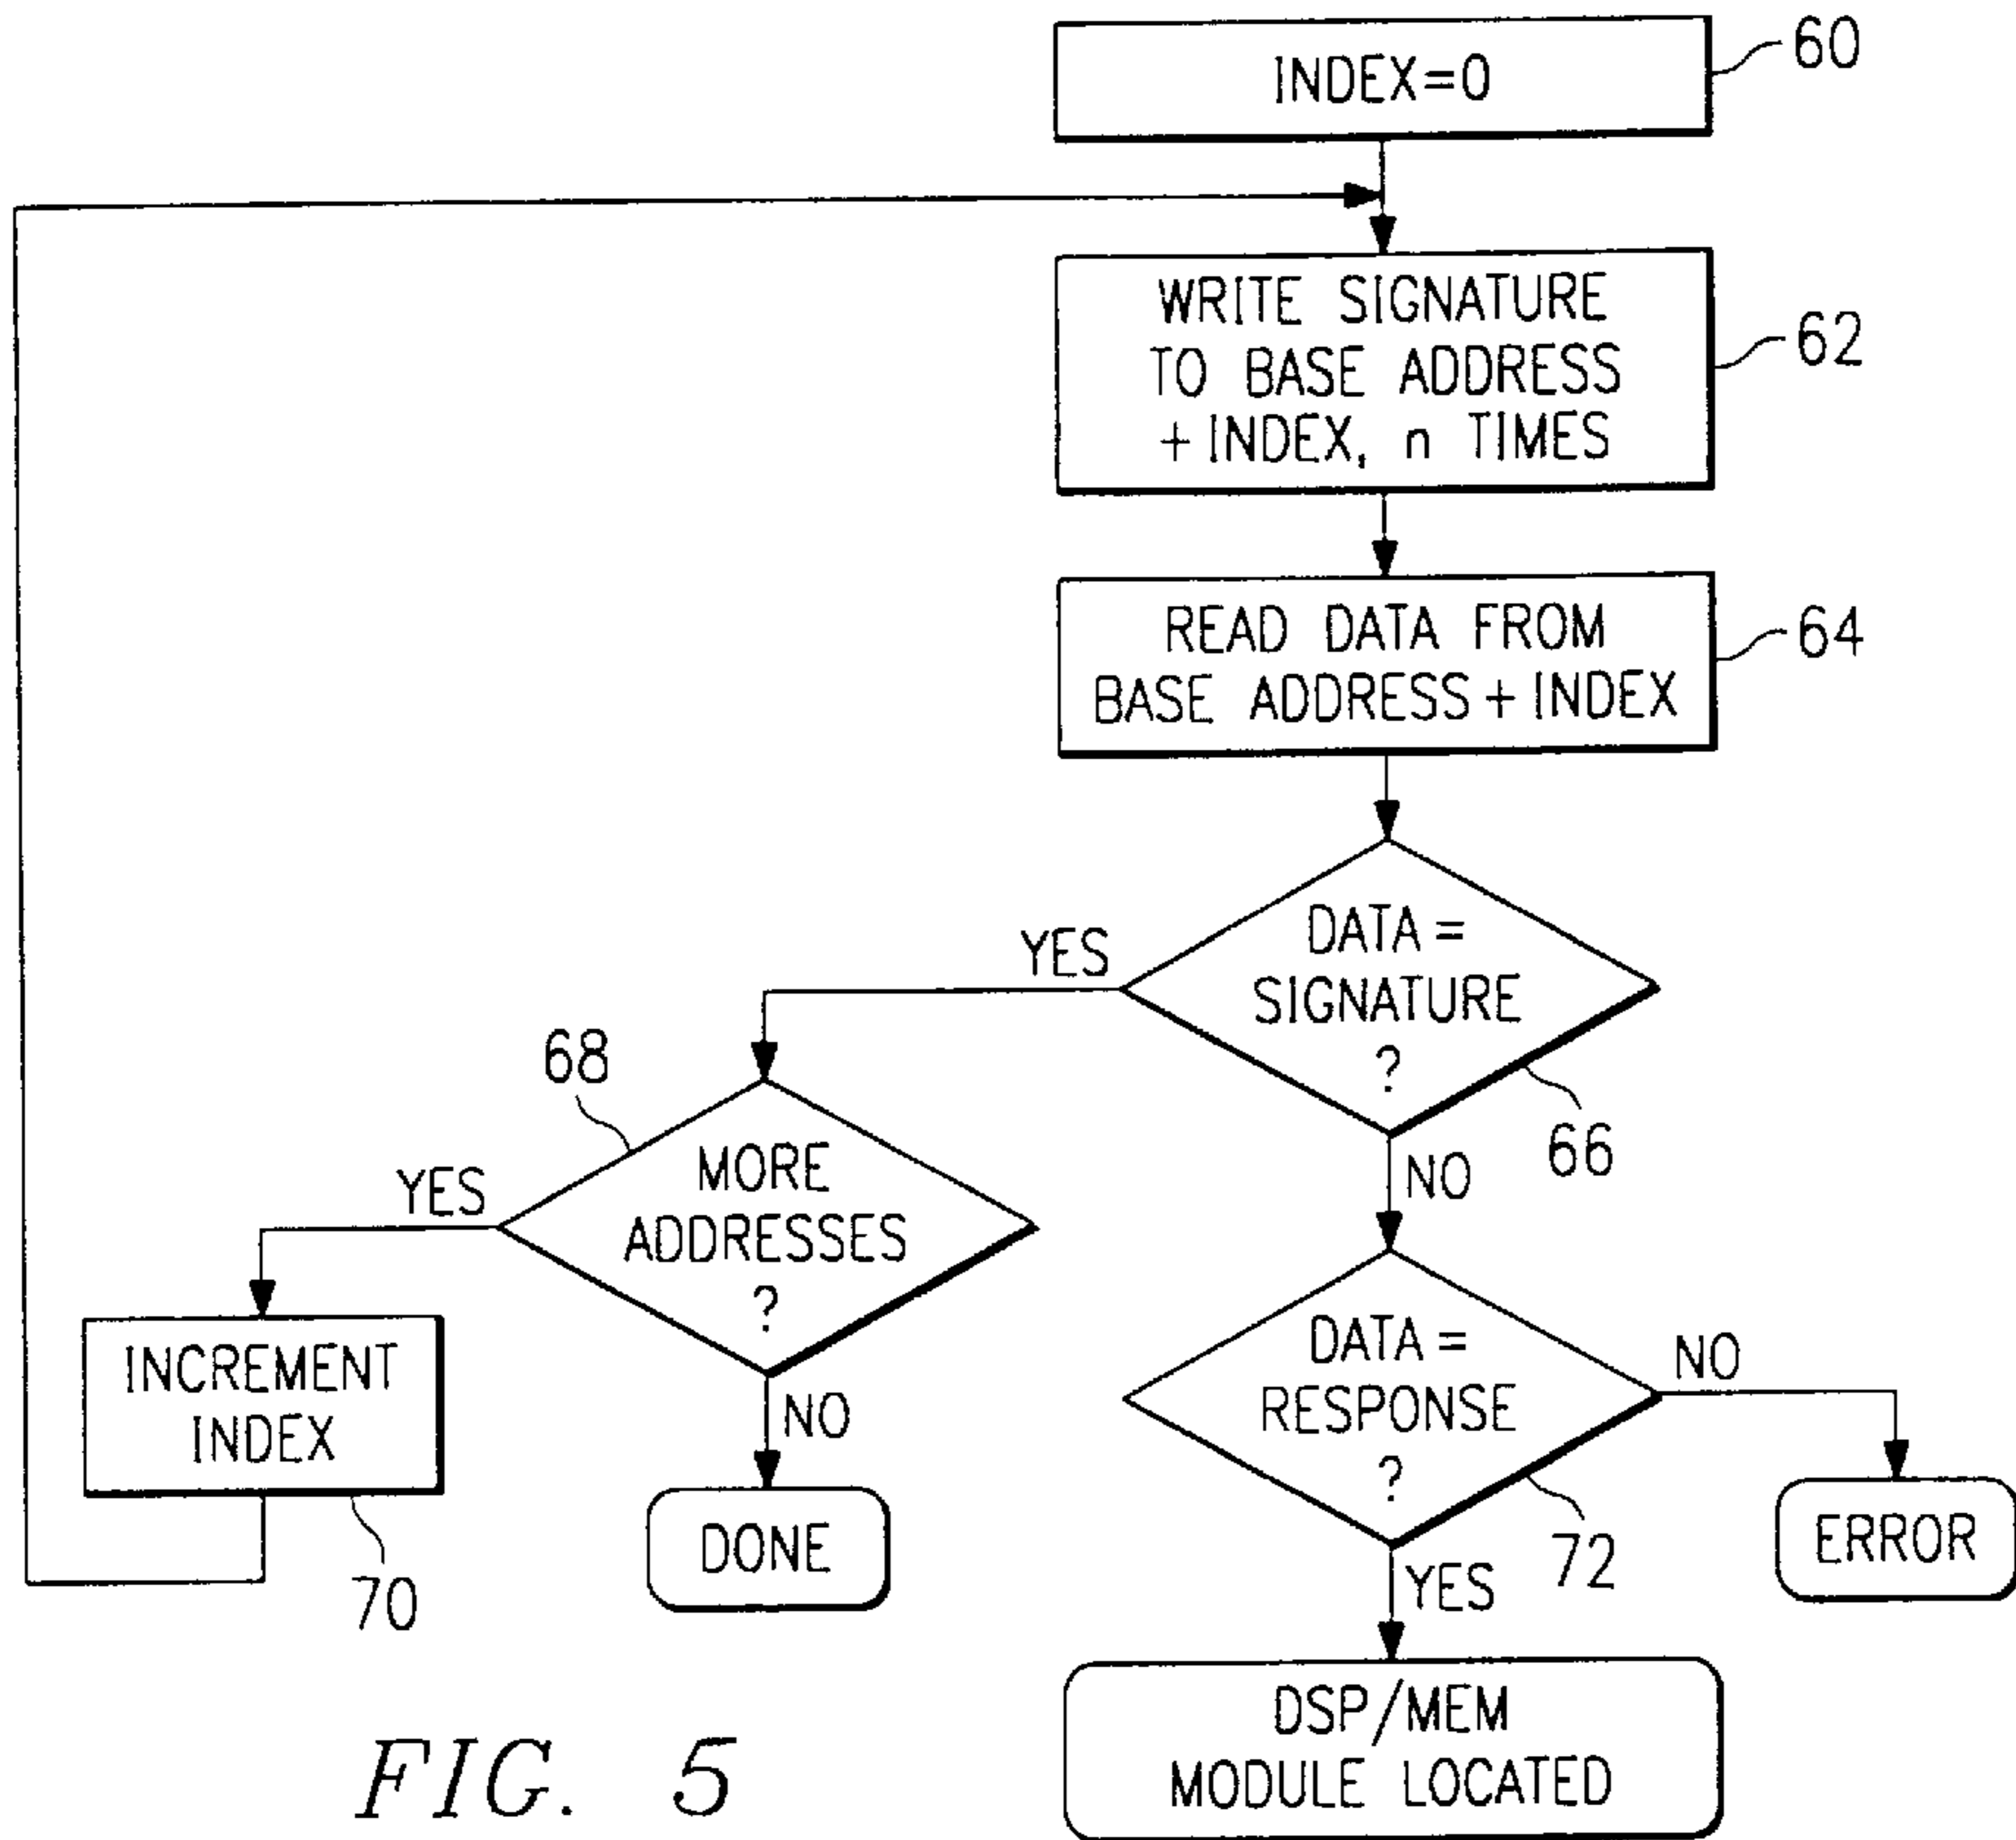 INDEX=0
60
WRITE SIGNATURE
TO BASE ADDRESS
+INDEX, n TIMES
62
READ DATA FROM
BASE ADDRESS + INDEX
64
DATA =
SIGNATURE
?
66
YES
NO
68
MORE
ADDRESSES
?
YES
NO
INCREMENT
INDEX
70
DONE
DATA =
RESPONSE
?
72
NO
YES
ERROR
DSP/MEM
MODULE LOCATED
FIG. 5